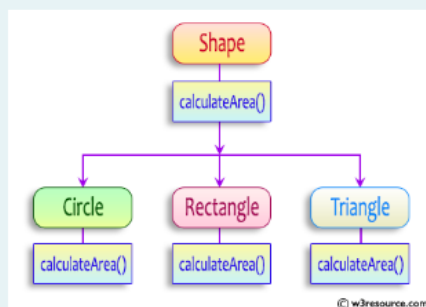 Shape
calculateArea()
Circle
Rectangle
Triangle
calculateArea()
calculateArea()
calculateArea()
© w3resource.com